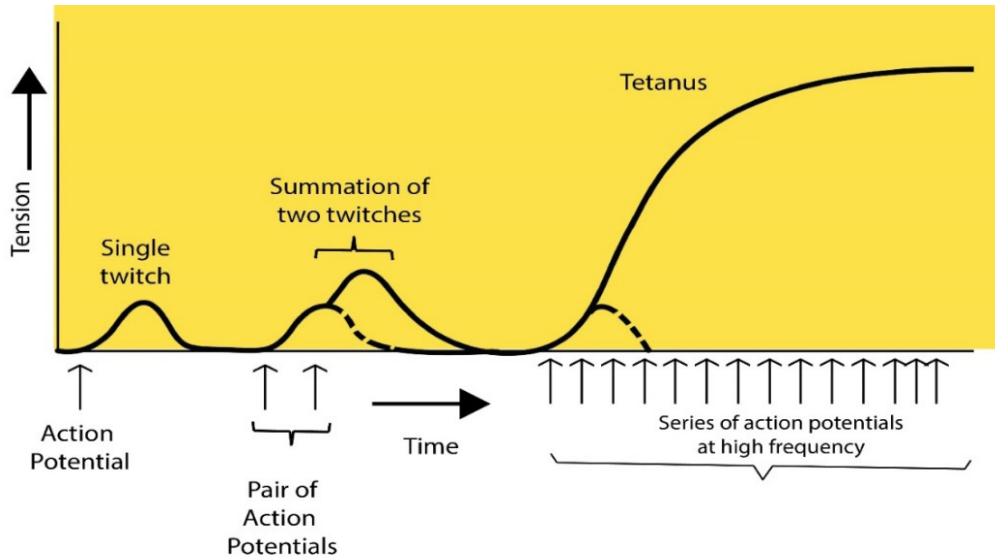 Tension
Single
twitch
Summation of
two twitches
Tetanus
Action
Potential
Pair of
Action
Potentials
Time
Series of action potentials
at high frequency